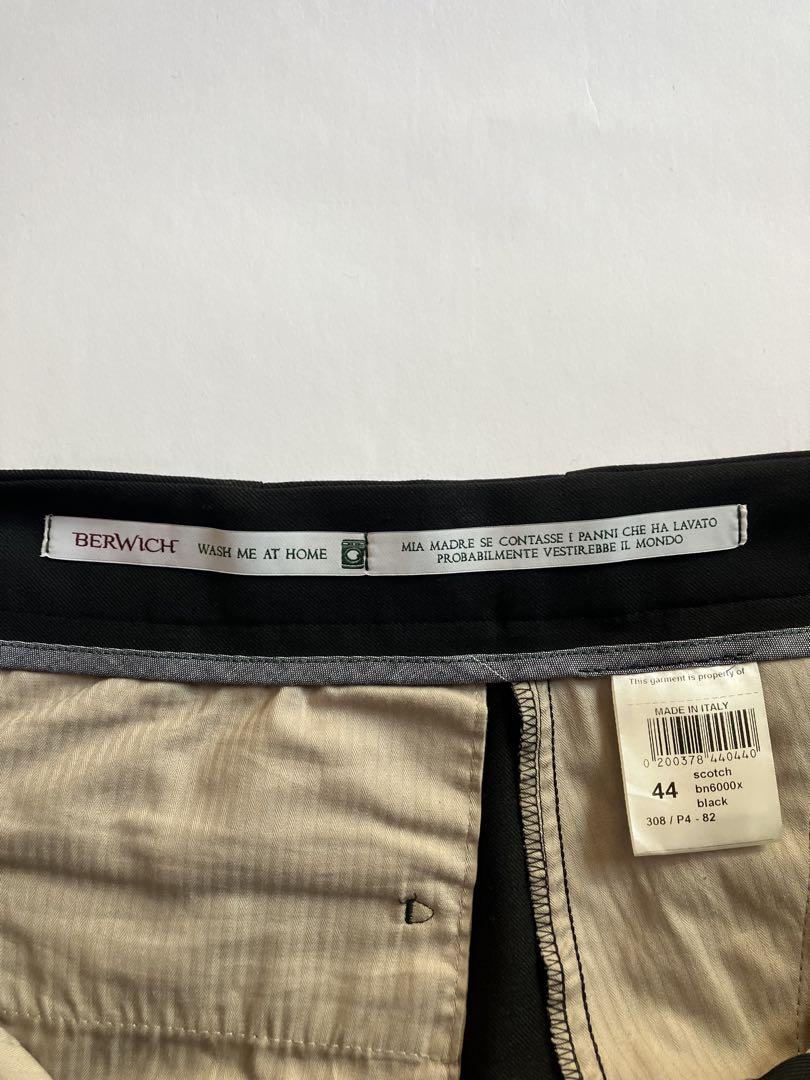 BERWICH WASH ME AT HOME
MIA MADRE SE CONTASSE I PANNI CHE HA LAVATO
PROBABILMENTE VESTIREBBE IL MONDO
This garment is property of
MADE IN ITALY
0 200378 440440
scotch
44 bn6000x
black
308 / P4 - 82